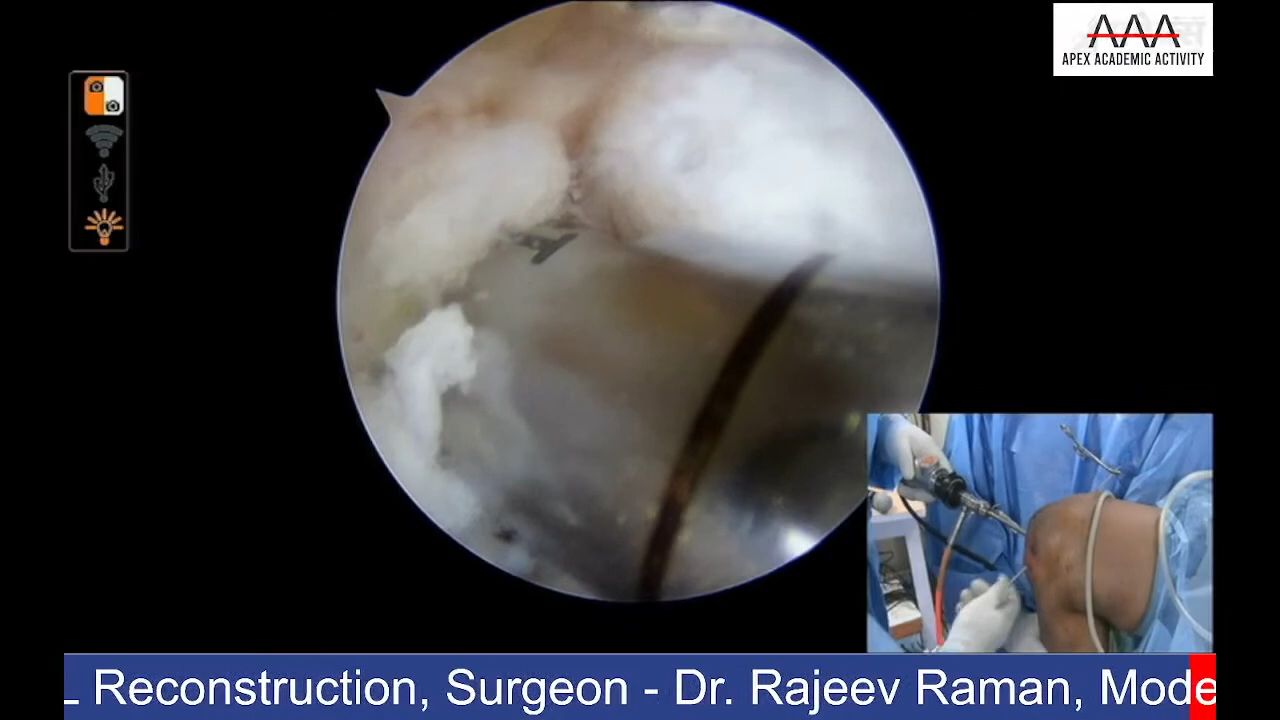 AAA
APEX ACADEMIC ACTIVITY
L Reconstruction, Surgeon - Dr. Rajeev Raman, Mode